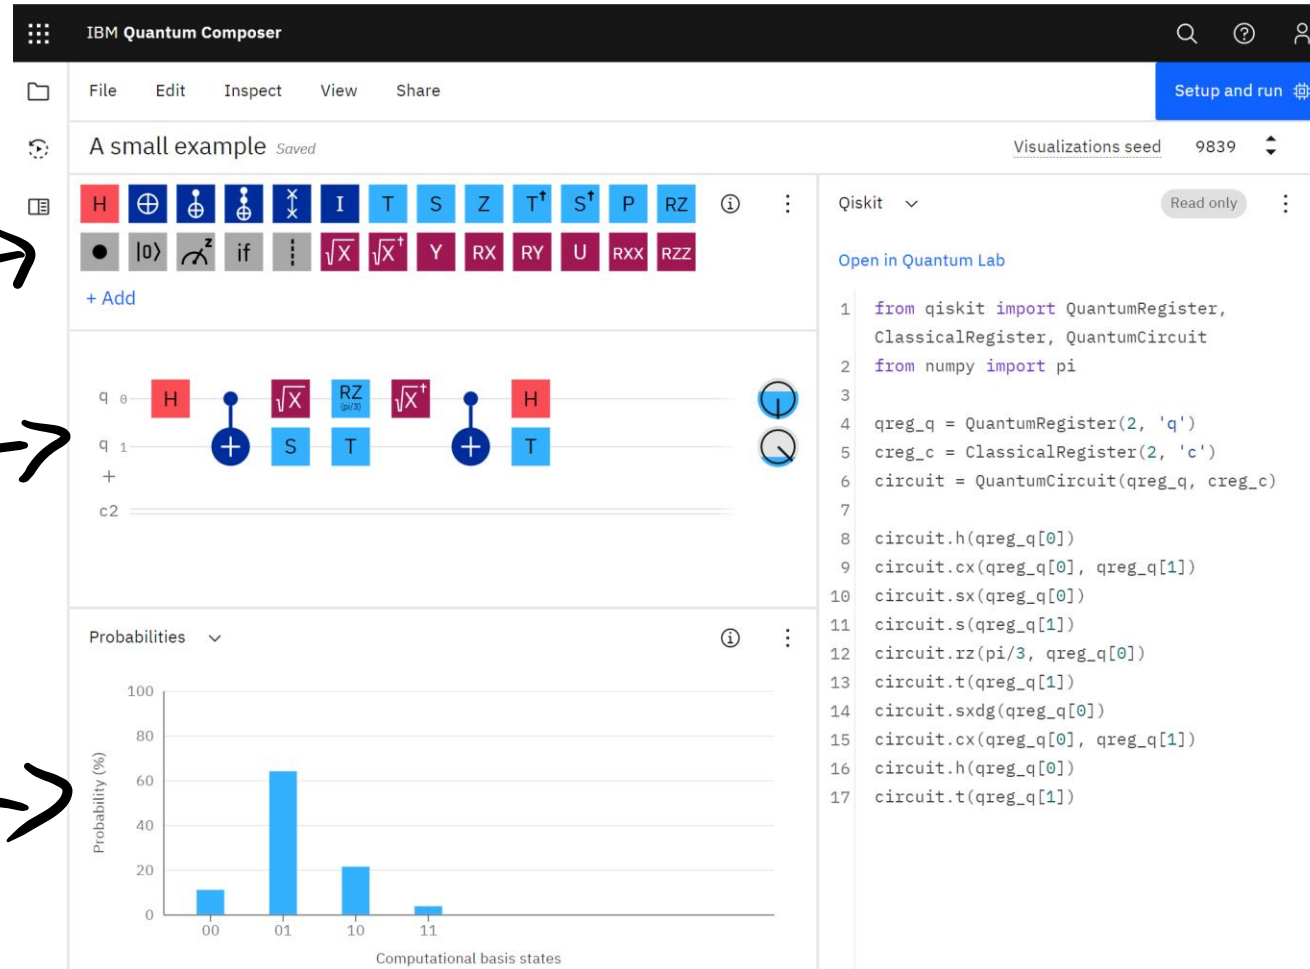 IBM Quantum Composer
File Edit Inspect View Share
Setup and run
A small example Saved
Visualizations seed 9839
H I T S Z T† S† P RZ
|0⟩ z if √X √X† Y RX RY U RXX RZZ
+ Add
q 0 H √X RZ (pi/3) √X† H
q 1 S T T
+
c2
Probabilities
100
80
60
40
20
0
Probability (%)
00 01 10 11
Computational basis states
Qiskit
Read only
Open in Quantum Lab
1 from qiskit import QuantumRegister,
ClassicalRegister, QuantumCircuit
2 from numpy import pi
3
4 qreg_q = QuantumRegister(2, 'q')
5 creg_c = ClassicalRegister(2, 'c')
6 circuit = QuantumCircuit(qreg_q, creg_c)
7
8 circuit.h(qreg_q[0])
9 circuit.cx(qreg_q[0], qreg_q[1])
10 circuit.sx(qreg_q[0])
11 circuit.s(qreg_q[1])
12 circuit.rz(pi/3, qreg_q[0])
13 circuit.t(qreg_q[1])
14 circuit.sxdg(qreg_q[0])
15 circuit.cx(qreg_q[0], qreg_q[1])
16 circuit.h(qreg_q[0])
17 circuit.t(qreg_q[1])